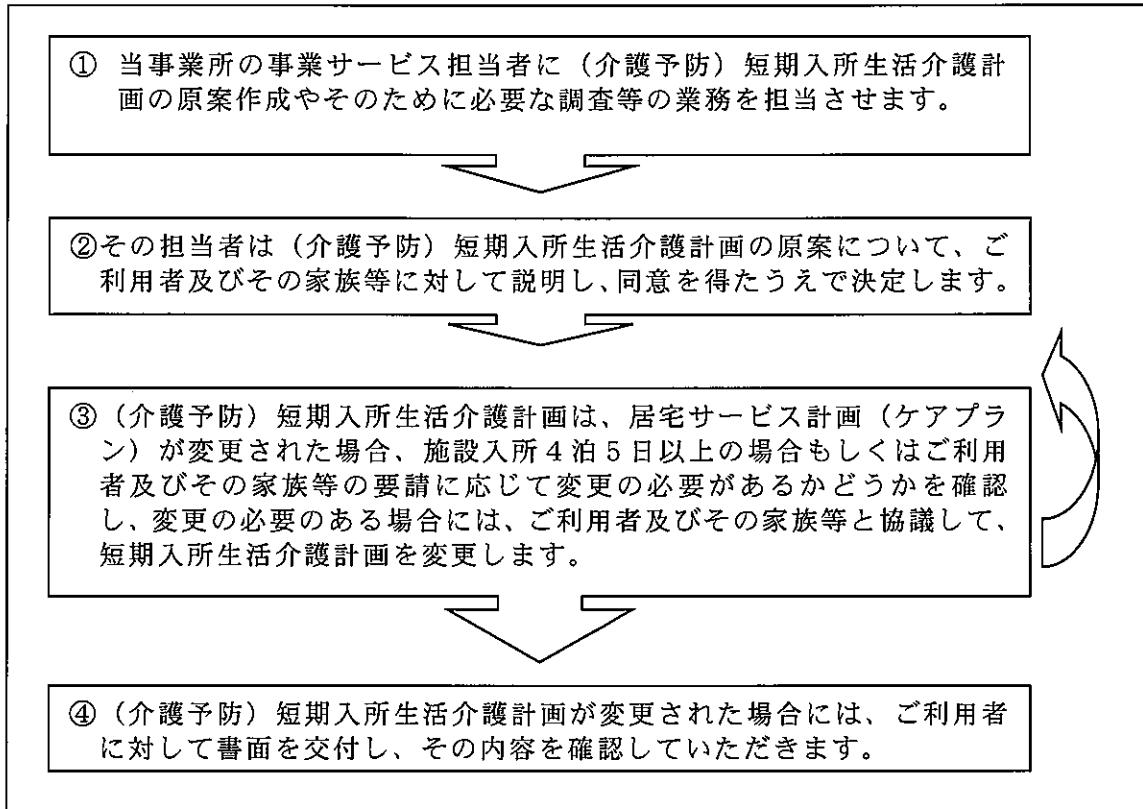 ① 当事業所の事業サービス担当者に（介護予防）短期入所生活介護計
画の原案作成やそのために必要な調査等の業務を担当させます。
②その担当者は（介護予防）短期入所生活介護計画の原案について、ご
利用者及びその家族等に対して説明し、同意を得たうえで決定します。
③（介護予防）短期入所生活介護計画は、居宅サービス計画（ケアプラ
ン）が変更された場合、施設入所４泊５日以上の場合もしくはご利用
者及びその家族等の要請に応じて変更の必要があるかどうかを確認
し、変更の必要のある場合には、ご利用者及びその家族等と協議して、
短期入所生活介護計画を変更します。
④（介護予防）短期入所生活介護計画が変更された場合には、ご利用者
に対して書面を交付し、その内容を確認していただきます。